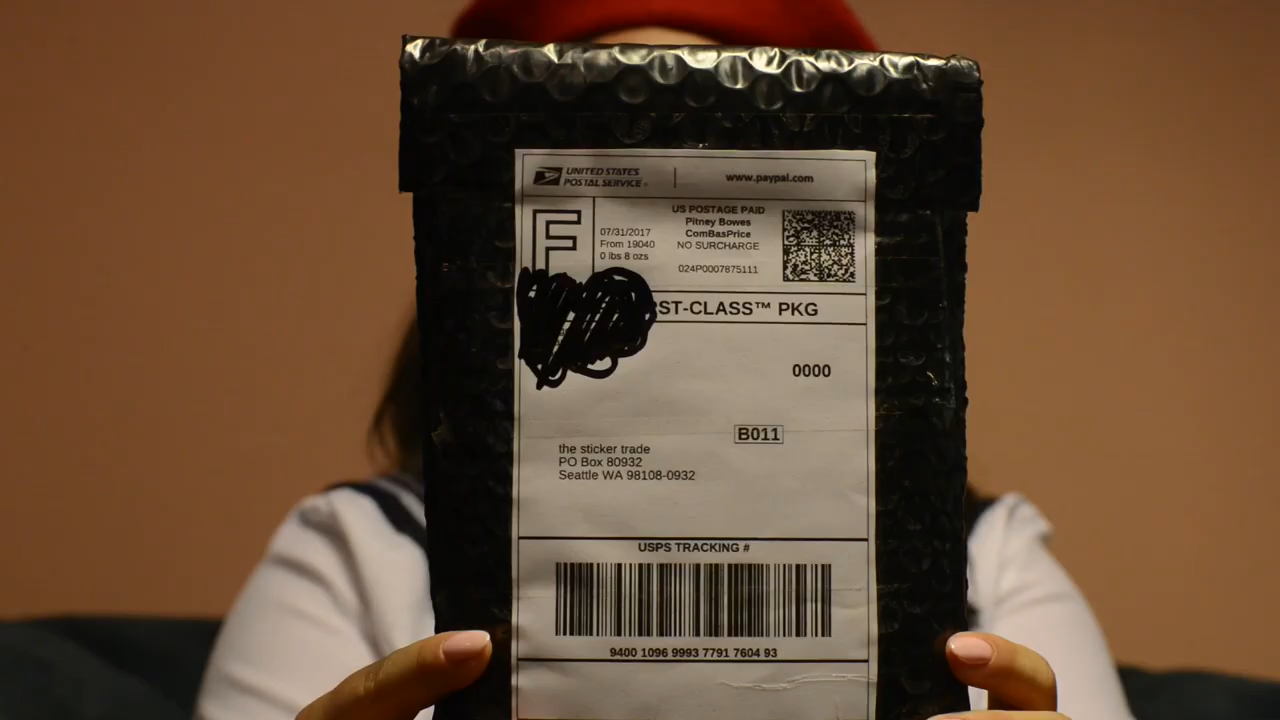 UNITED STATES
POSTAL SERVICE®
www.paypal.com
F
07/31/2017
From 19040
0 lbs 8 ozs
US POSTAGE PAID
Pitney Bowes
ComBasPrice
NO SURCHARGE
024P0007875111
ST-CLASS™ PKG
0000
B011
the sticker trade
PO Box 80932
Seattle WA 98108-0932
USPS TRACKING #
9400 1096 9993 7791 7604 93